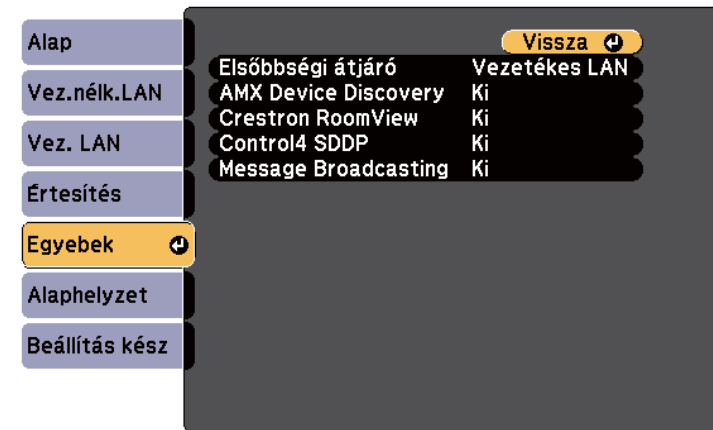 Alap
Vez.nélk.LAN
Vez. LAN
Értesítés
Egyebek
Alaphelyzet
Beállítás kész
Vissza
Elsőbbségi átjáró Vezetékes LAN
AMX Device Discovery Ki
Crestron RoomView Ki
Control4 SDDP Ki
Message Broadcasting Ki